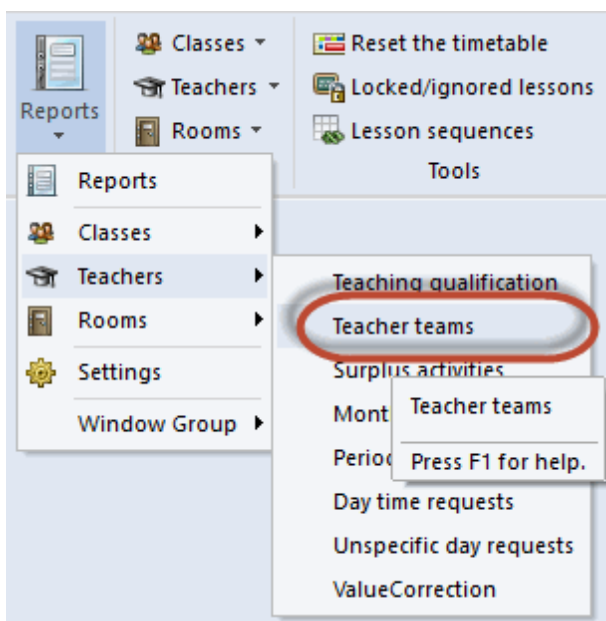 Reports
Classes
Teachers
Rooms
Reset the timetable
Locked/ignored lessons
Lesson sequences
Tools
Reports
Classes
Teachers
Rooms
Settings
Window Group
Teaching qualification
Teacher teams
Surplus activities
Mont
Perio
Day time requests
Unspecific day requests
ValueCorrection
Teacher teams
Press F1 for help.